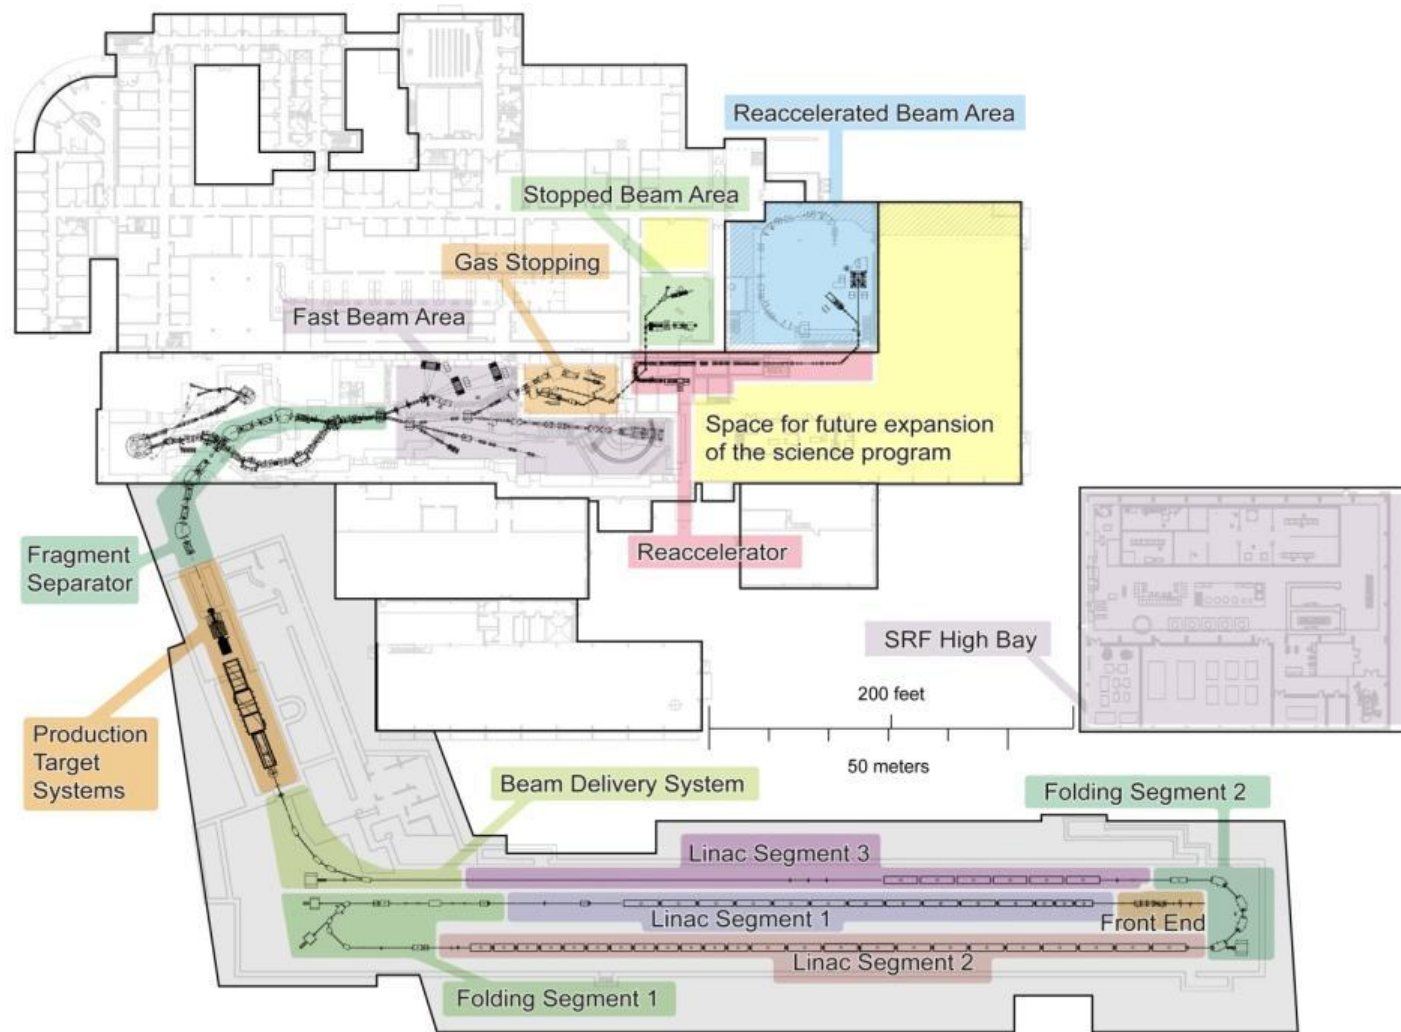 Reaccelerated Beam Area
Stopped Beam Area
Gas Stopping
Fast Beam Area
Space for future expansion
of the science program
Fragment
Separator
Reaccelerator
SRF High Bay
200 feet
50 meters
Production
Target
Systems
Beam Delivery System
Folding Segment 2
Linac Segment 3
Linac Segment 1
Front End
Linac Segment 2
Folding Segment 1